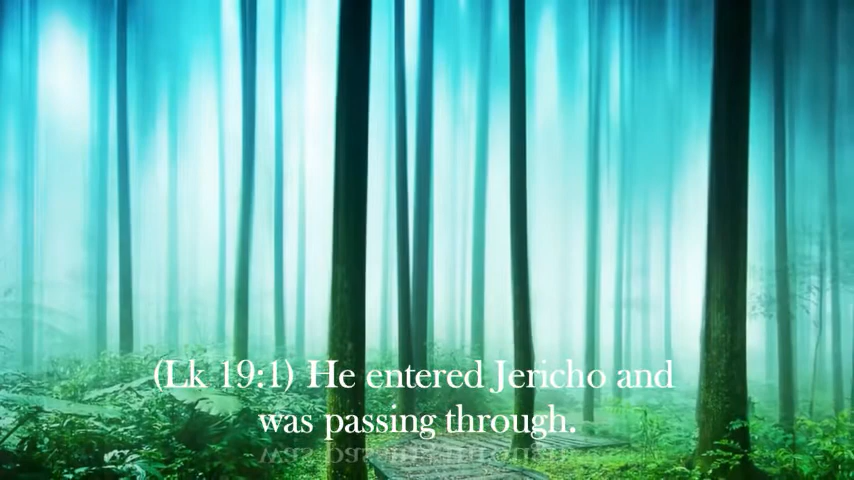 (Lk 19:1) He entered Jericho and
was passing through.